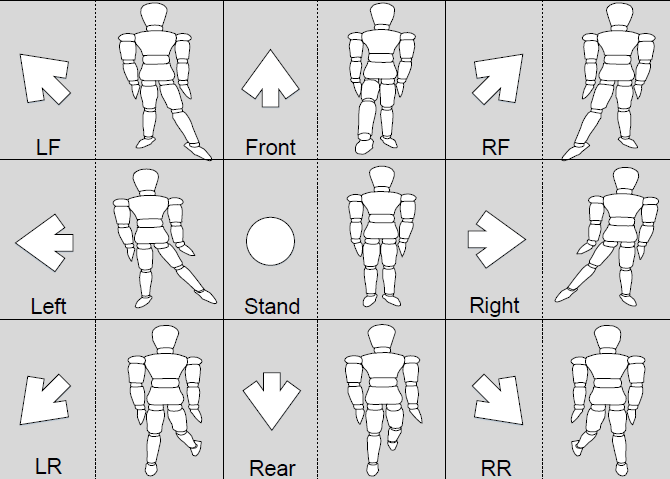 LF
Front
RF
Left
Stand
Right
LR
Rear
RR